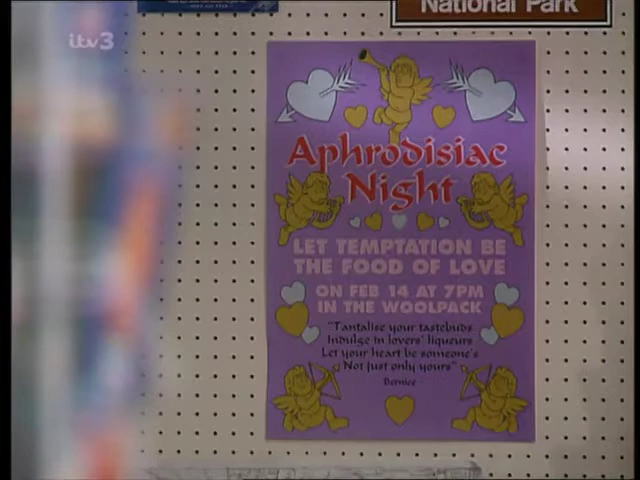 National Park
itv3
Aphrodisiac
Night
LET TEMPTATION BE
THE FOOD OF LOVE
ON FEB 14 AT 7PM
IN THE WOOLPACK
"Tantalise your tastebuds
Indulge in lovers' liqueurs
Let your heart be someone's
Not just only yours"
Bernice